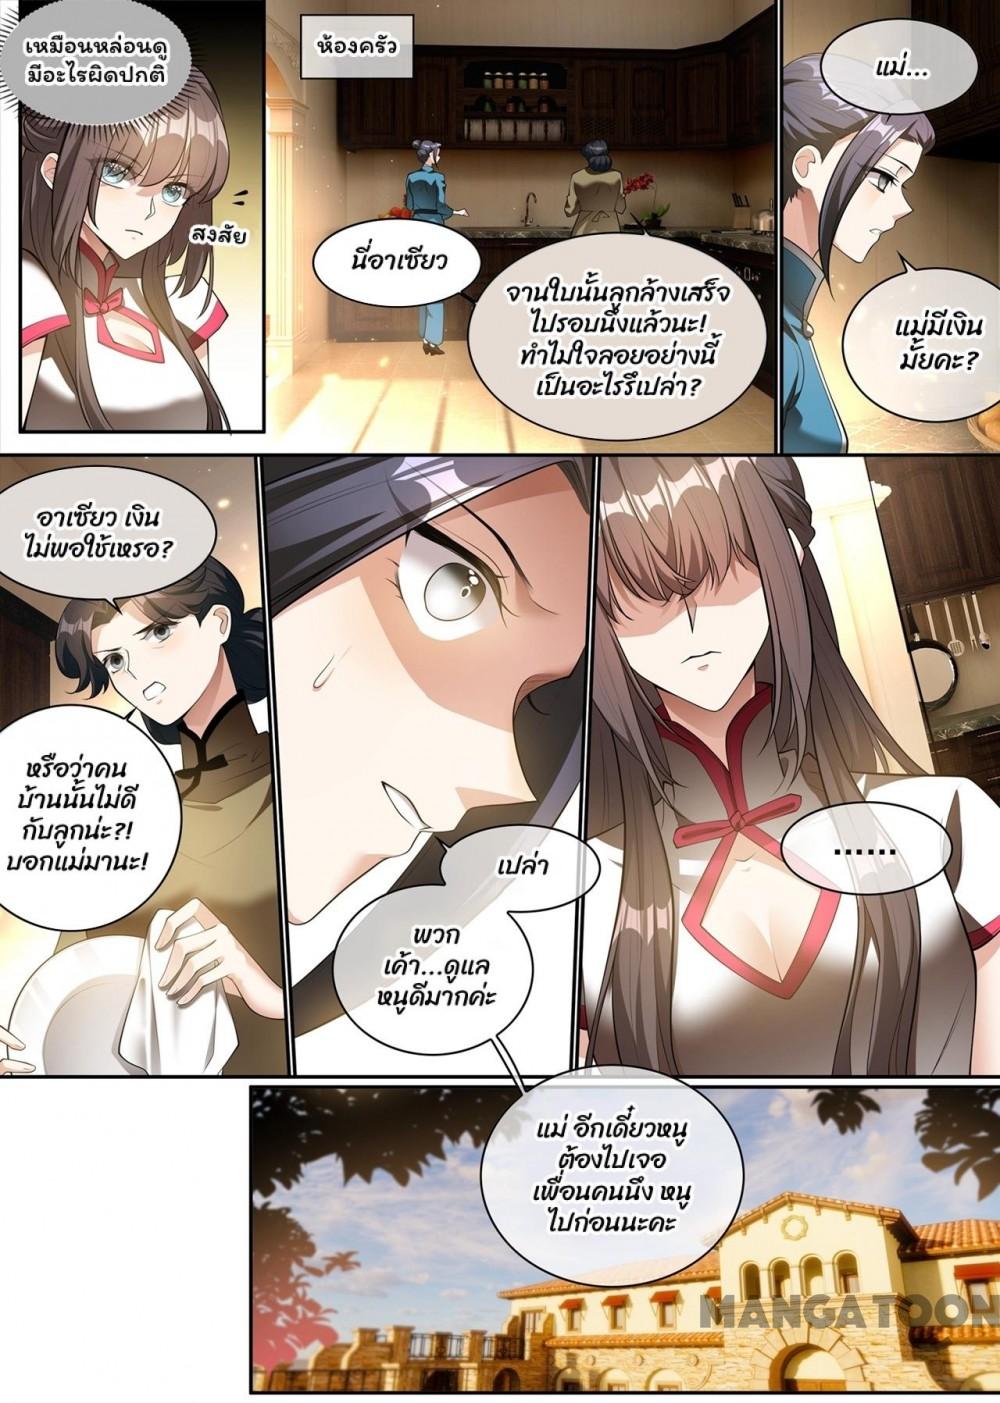 เหมือนหล่อนดู
มีอะไรผิดปกติ
สงสัย
ห้องครัว
นี่อาเซียว
จานใบนั้นลูกล้างเสร็จ
ไปรอบนึงแล้วนะ!
ทำไมใจลอยอย่างนี้
เป็นอะไรรึเปล่า?
แม่...
แม่มีเงิน
มั้ยคะ?
อาเซียว เงิน
ไม่พอใช้เหรอ?
หรือว่าคน
บ้านนั้นไม่ดี
กับลูกน่ะ?!
บอกแม่มานะ!
เปล่า
พวก
เค้า...ดูแล
หนูดีมากค่ะ
......
แม่ อีกเดี๋ยวหนู
ต้องไปเจอ
เพื่อนคนนึง หนู
ไปก่อนนะคะ
MANGATOON